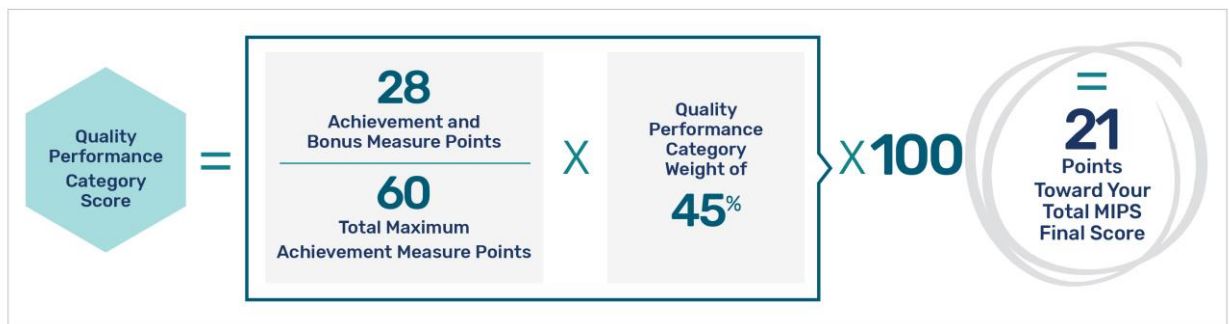 Quality
Performance
Category
Score
=
28
Achievement and
Bonus Measure Points
60
Total Maximum
Achievement Measure Points
X
Quality
Performance
Category
Weight of
45%
X 100
=
21
Points
Toward Your
Total MIPS
Final Score